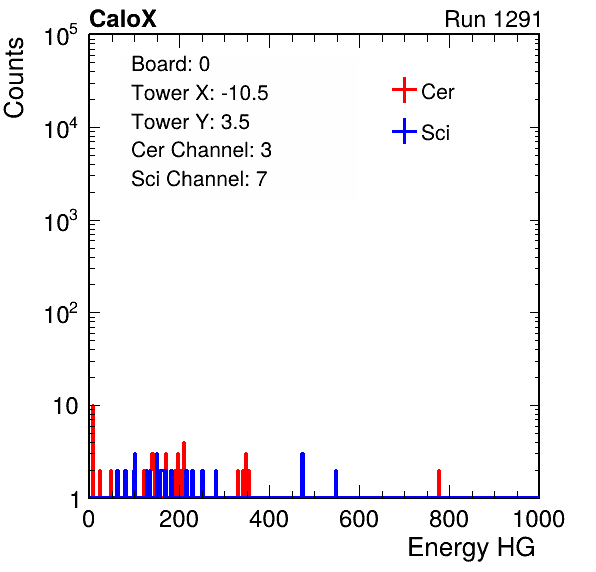 CaloX Run 1291
Counts
10^5
10^4
10^3
10^2
10
1
Board: 0
Tower X: -10.5
Tower Y: 3.5
Cer Channel: 3
Sci Channel: 7
Cer
Sci
0 200 400 600 800 1000
Energy HG